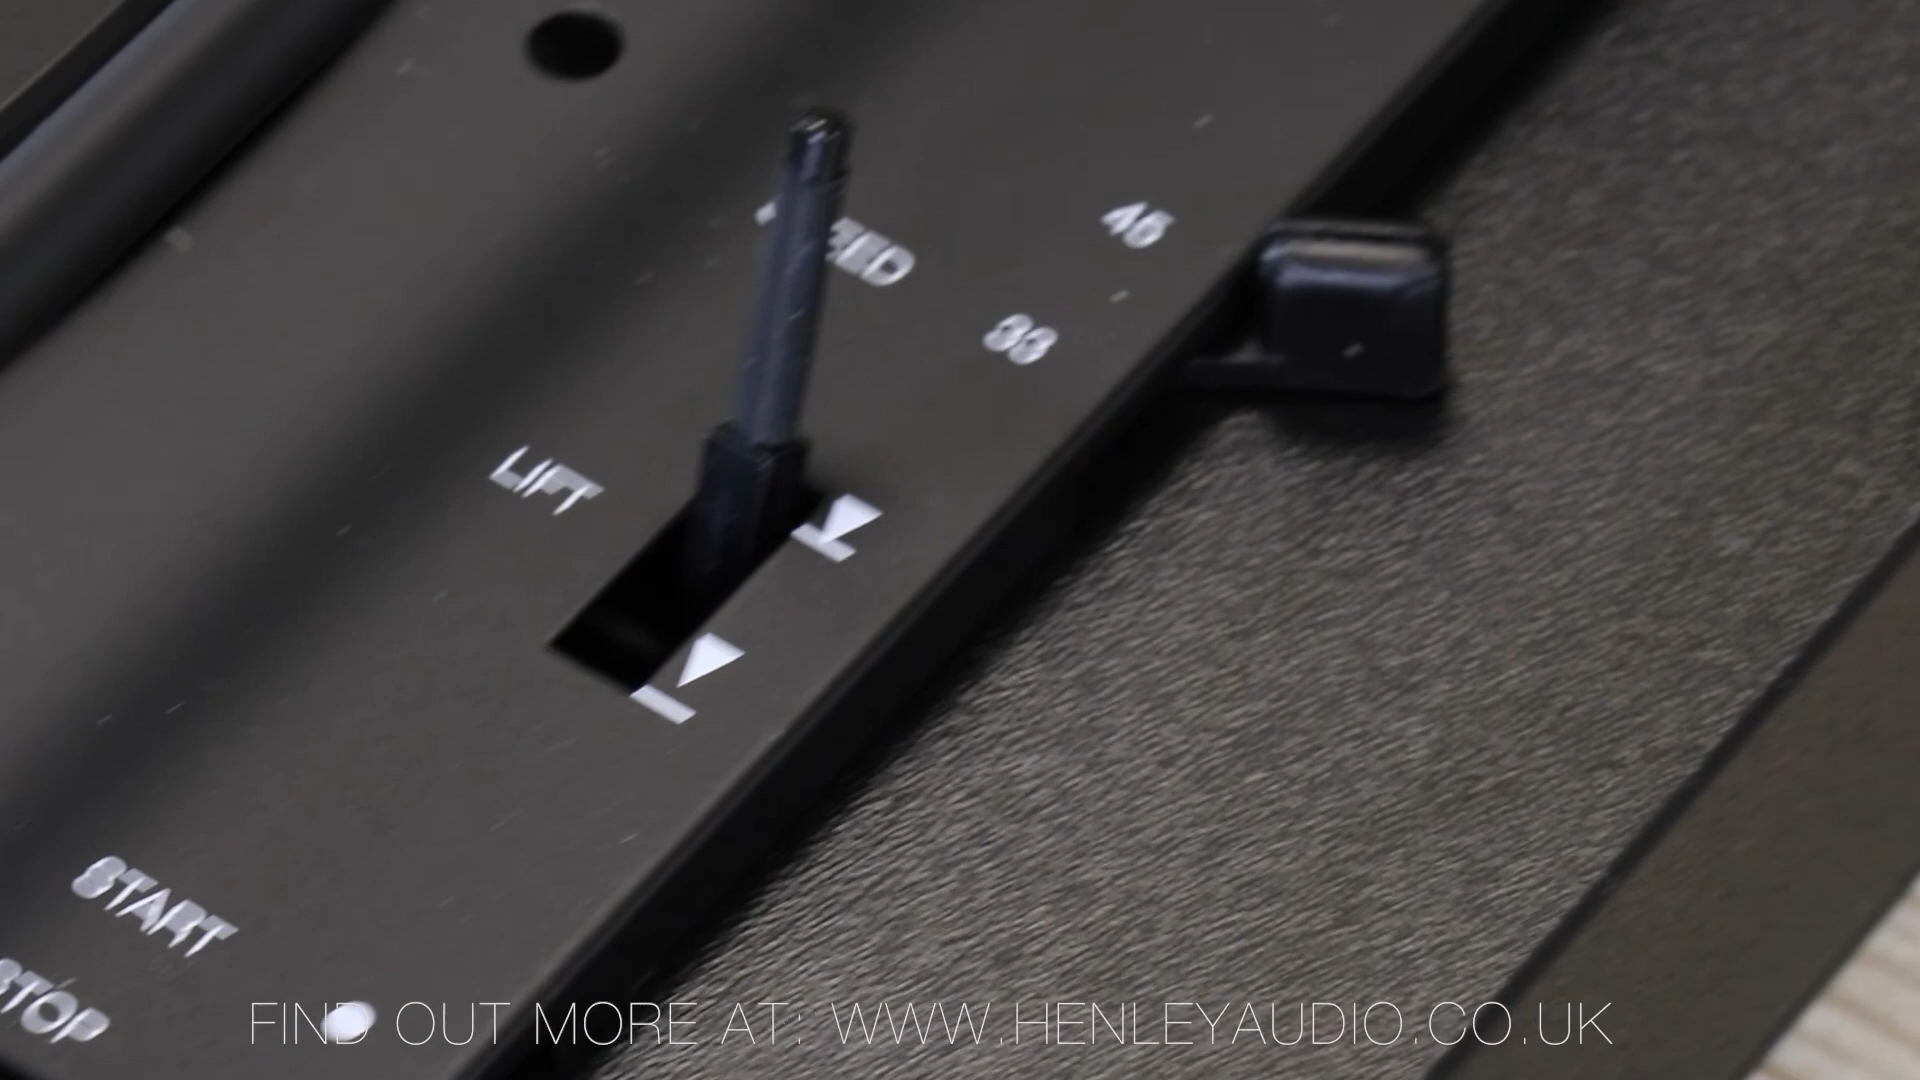 45
33
LIFT
START
STOP
FIND OUT MORE AT: WWW.HENLEYAUDIO.CO.UK